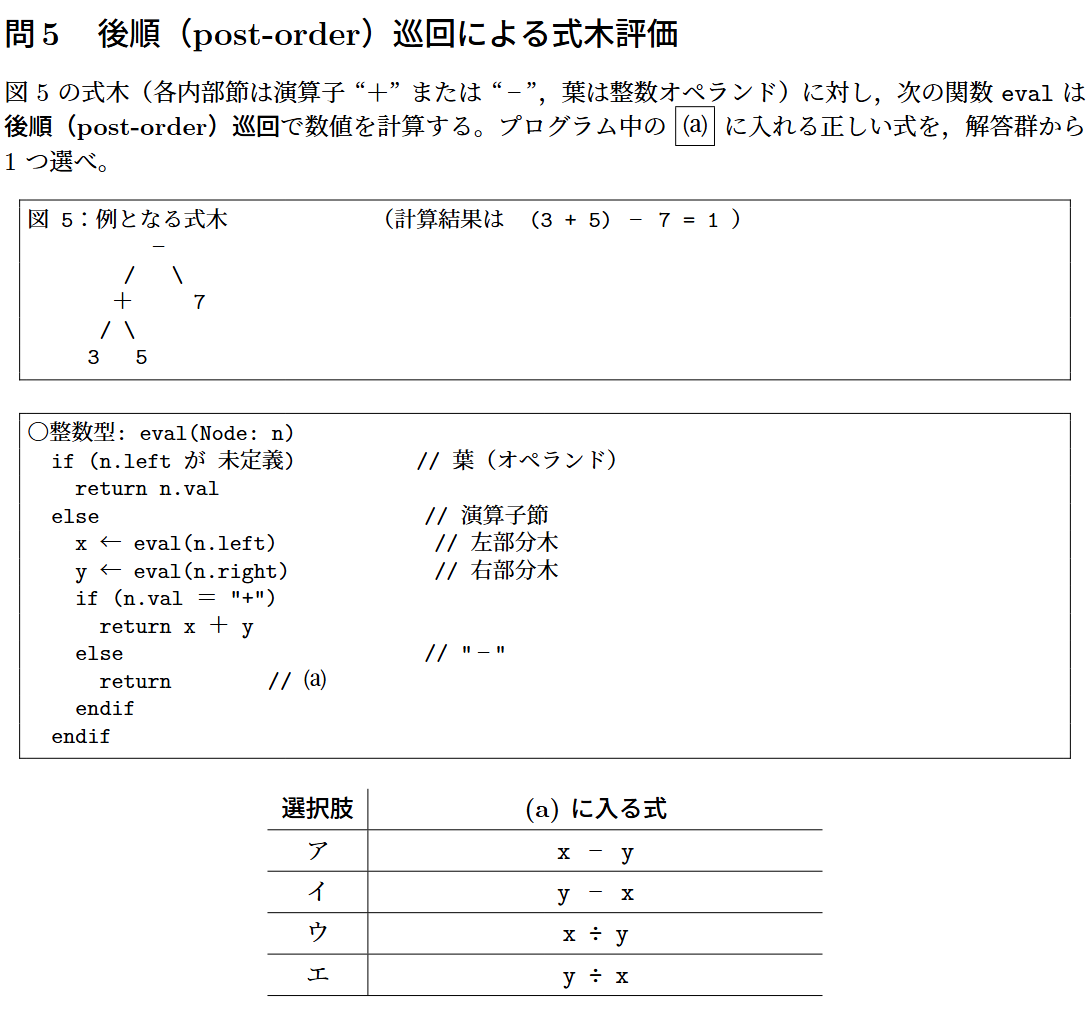 問 5　後順（post-order）巡回による式木評価
図 5 の式木（各内部節は演算子 “＋” または “－”，葉は整数オペランド）に対し，次の関数 eval は
後順（post-order）巡回で数値を計算する。プログラム中の (a) に入れる正しい式を，解答群から
1 つ選べ。
図 5：例となる式木　　　（計算結果は (3 + 5) － 7 = 1 ）
－
/ \
＋ 7
/ \
3 5
〇整数型: eval(Node: n)
if (n.left が 未定義) // 葉（オペランド）
return n.val
else // 演算子節
x ← eval(n.left) // 左部分木
y ← eval(n.right) // 右部分木
if (n.val ＝ "+")
return x ＋ y
else // "－"
return // (a)
endif
endif
選択肢 (a) に入る式
ア x － y
イ y － x
ウ x ÷ y
エ y ÷ x